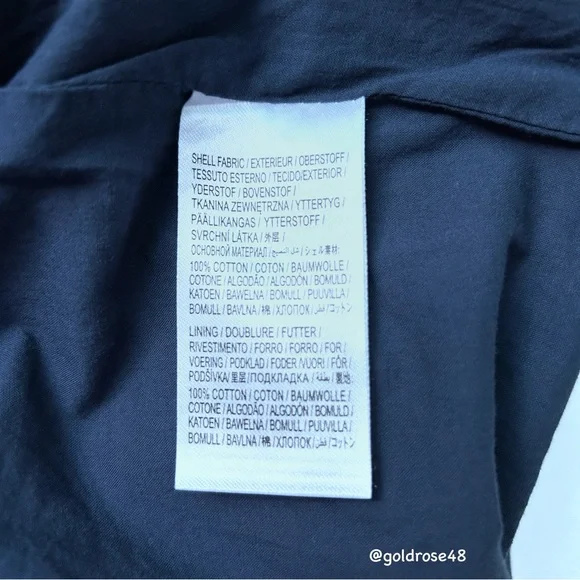 SHELL FABRIC / EXTERIEUR / OBERSTOFF /
TESSUTO ESTERNO / TECIDO/EXTERIOR /
YDERSTOF / BOVENSTOF /
TKANINA ZEWNĘTRZNA / YTTERTYG /
PÄÄLLIKANGAS / YTTERSTOFF /
SVRCHNÍ LÁTKA / 外层 /
ОСНОВНОЙ МАТЕРИАЛ / / シェル素材:
100% COTTON / COTON / BAUMWOLLE /
COTONE / ALGODÃO / ALGODÓN / BOMULD /
KATOEN / BAWEŁNA / BOMULL / PUUVILLA /
BOMULL / BAVLNA / 棉 / ХЛОПОК / قطن / コットン
LINING / DOUBLURE / FUTTER /
RIVESTIMENTO / FORRO / FORRO / FOR /
VOERING / PODKŁAD / FODER /VUORI / FÔR /
PODŠÍVKA / 里层 / ПОДКЛАДКА / بطانة / 裏地:
100% COTTON / COTON / BAUMWOLLE /
COTONE / ALGODÃO / ALGODÓN / BOMULD /
KATOEN / BAWEŁNA / BOMULL / PUUVILLA /
BOMULL / BAVLNA / 棉 / ХЛОПОК / قطن / コットン
@goldrose48